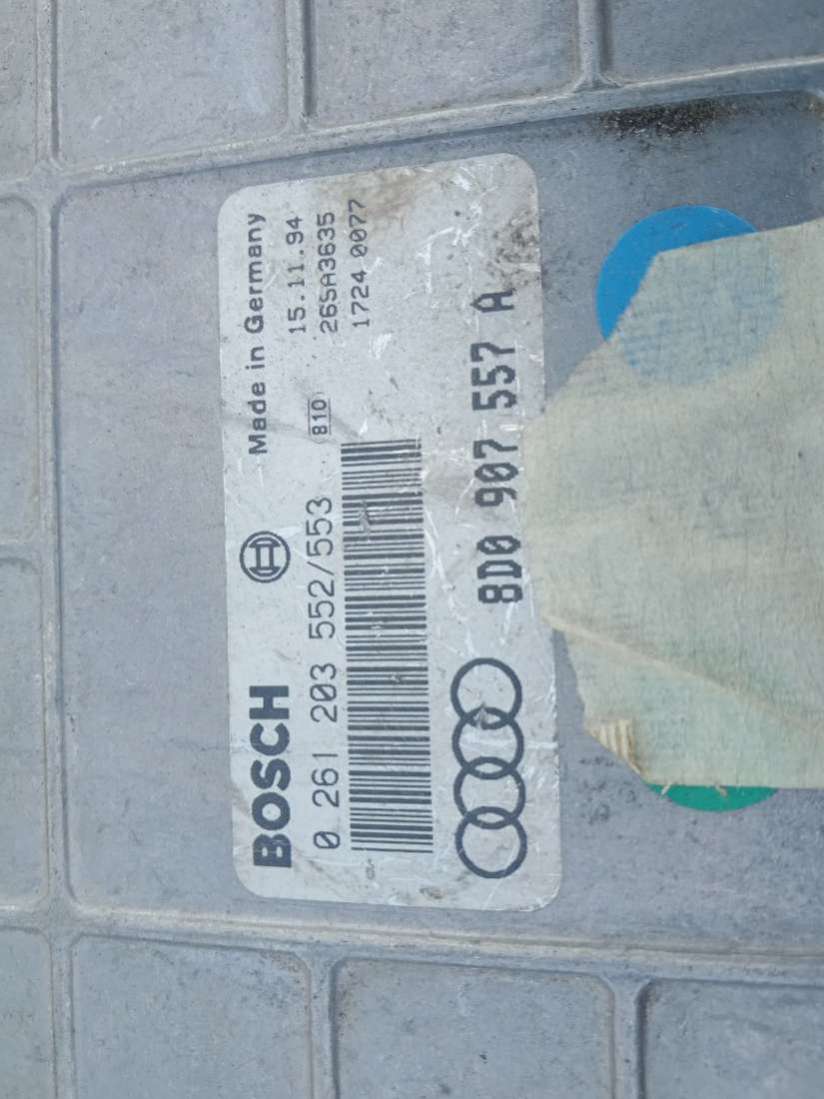 BOSCH
Made in Germany
0 261 203 552/553
15.11.94
810
26SA3635
1724 0077
8D0 907 557 A